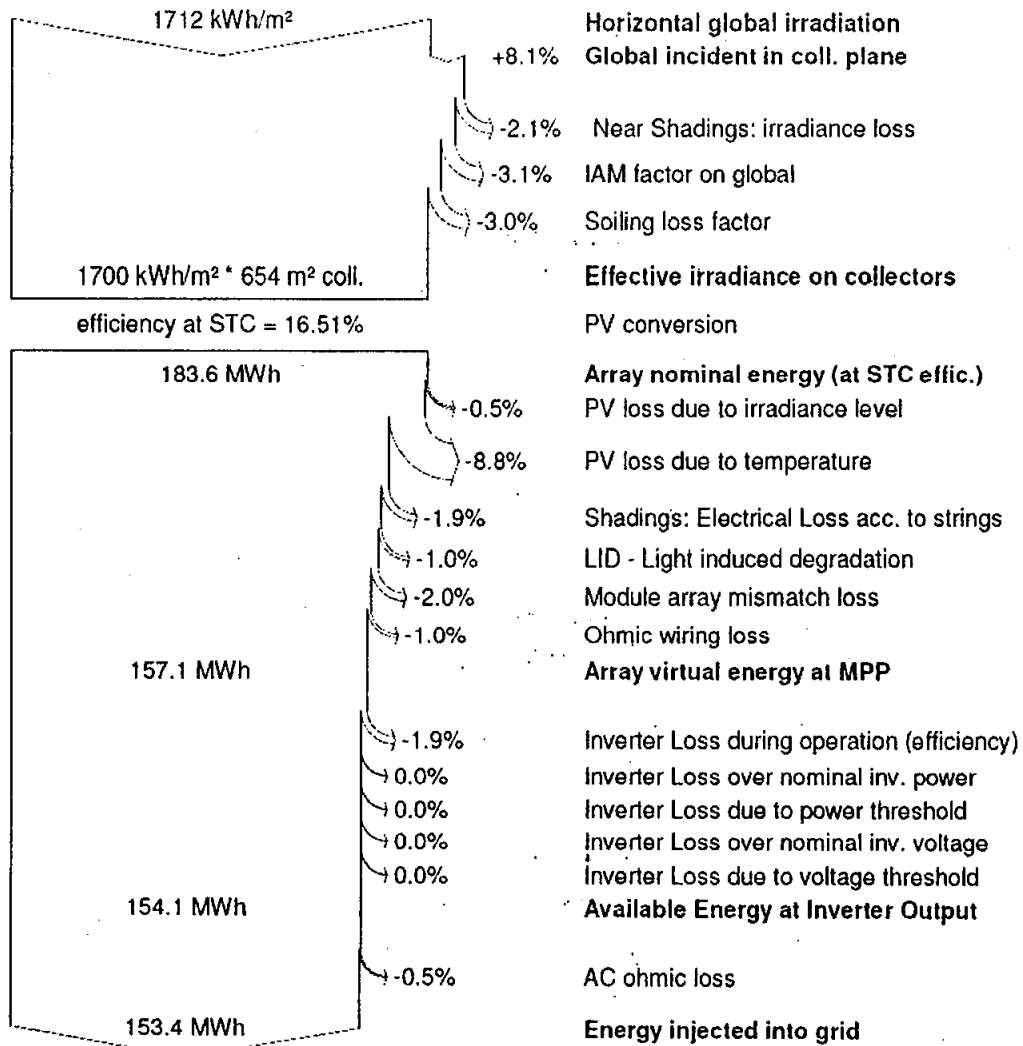 1712 kWh/m² Horizontal global irradiation
+8.1% Global incident in coll. plane
-2.1% Near Shadings: irradiance loss
-3.1% IAM factor on global
-3.0% Soiling loss factor
1700 kWh/m² * 654 m² coll. Effective irradiance on collectors
efficiency at STC = 16.51% PV conversion
183.6 MWh Array nominal energy (at STC effic.)
-0.5% PV loss due to irradiance level
-8.8% PV loss due to temperature
-1.9% Shadings: Electrical Loss acc. to strings
-1.0% LID - Light induced degradation
-2.0% Module array mismatch loss
-1.0% Ohmic wiring loss
157.1 MWh Array virtual energy at MPP
-1.9% Inverter Loss during operation (efficiency)
0.0% Inverter Loss over nominal inv. power
0.0% Inverter Loss due to power threshold
0.0% Inverter Loss over nominal inv. voltage
0.0% Inverter Loss due to voltage threshold
154.1 MWh Available Energy at Inverter Output
-0.5% AC ohmic loss
153.4 MWh Energy injected into grid